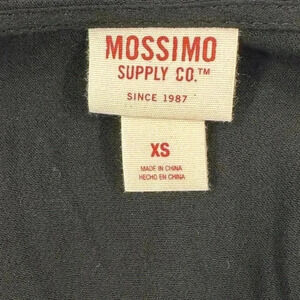 MOSSIMO
SUPPLY CO.™
SINCE 1987
XS
MADE IN CHINA
HECHO EN CHINA